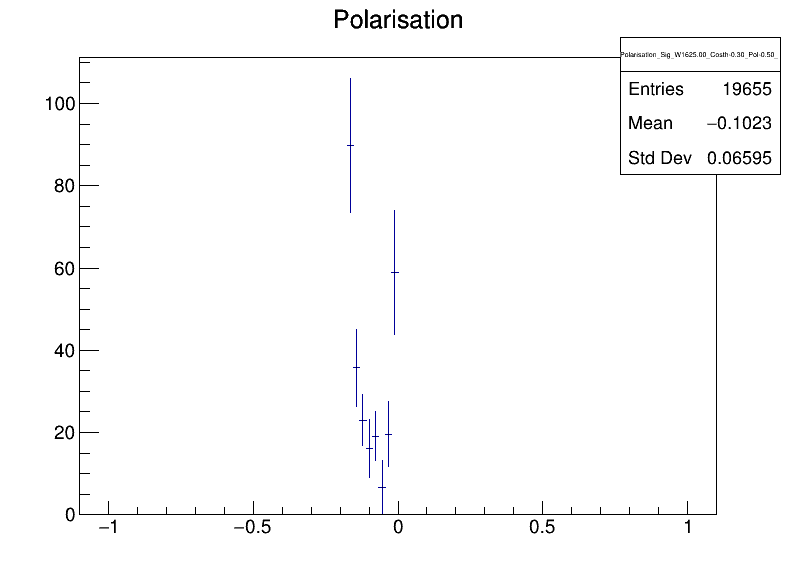 Polarisation
Polarisation_Sig_W1625.00_Costh-0.30_Pol-0.50_
Entries 19655
Mean −0.1023
Std Dev 0.06595
100
80
60
40
20
0
−1 −0.5 0 0.5 1